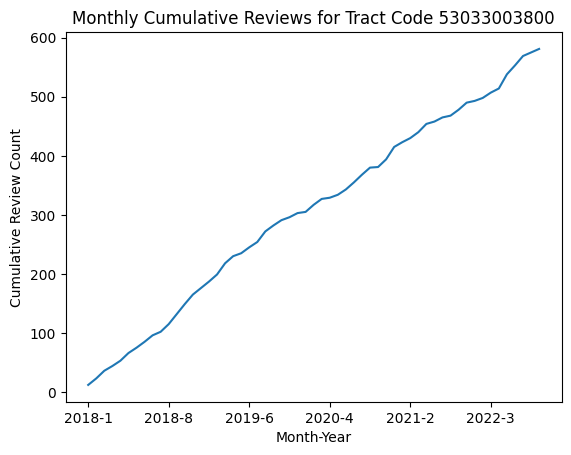 Monthly Cumulative Reviews for Tract Code 53033003800
600
500
400
300
200
100
0
Cumulative Review Count
2018-1 2018-8 2019-6 2020-4 2021-2 2022-3
Month-Year